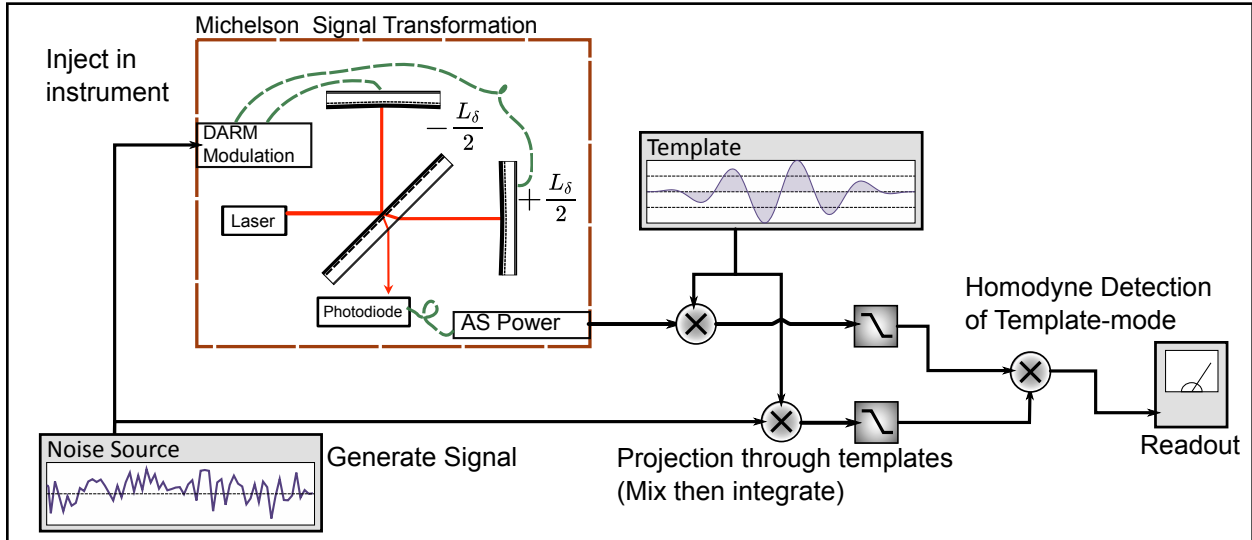 Michelson Signal Transformation
Inject in
instrument
DARM
Modulation
− Lδ/2
+ Lδ/2
Laser
Photodiode
AS Power
Template
Homodyne Detection
of Template-mode
Readout
Noise Source
Generate Signal
Projection through templates
(Mix then integrate)